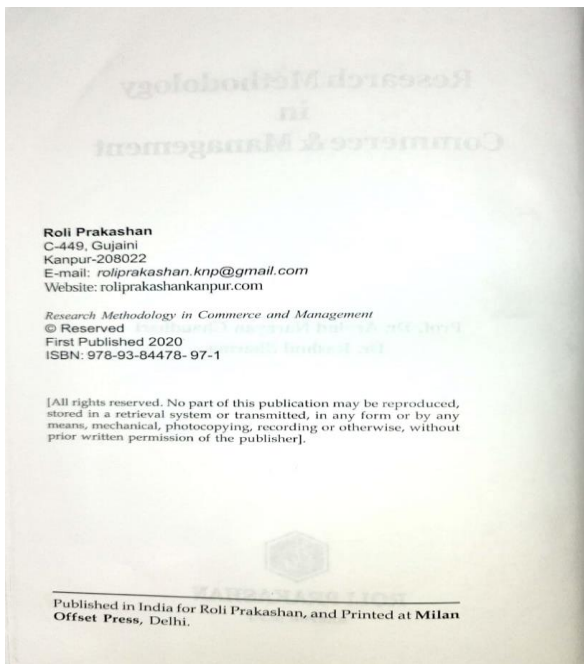 Roli Prakashan
C-449, Gujaini
Kanpur-208022
E-mail: roliprakashan.knp@gmail.com
Website: roliprakashankanpur.com
Research Methodology in Commerce and Management
© Reserved
First Published 2020
ISBN: 978-93-84478- 97-1
[All rights reserved. No part of this publication may be reproduced,
stored in a retrieval system or transmitted, in any form or by any
means, mechanical, photocopying, recording or otherwise, without
prior written permission of the publisher].
Published in India for Roli Prakashan, and Printed at Milan
Offset Press, Delhi.